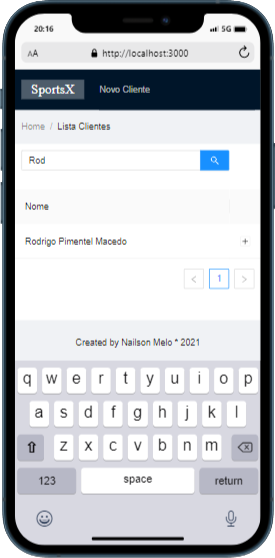 20:16 5G
AA http://localhost:3000
SportsX Novo Cliente
Home / Lista Clientes
Rod
Nome
Rodrigo Pimentel Macedo +
< 1 >
Created by Nailson Melo * 2021
q w e r t y u i o p
a s d f g h j k l
z x c v b n m
123 space return